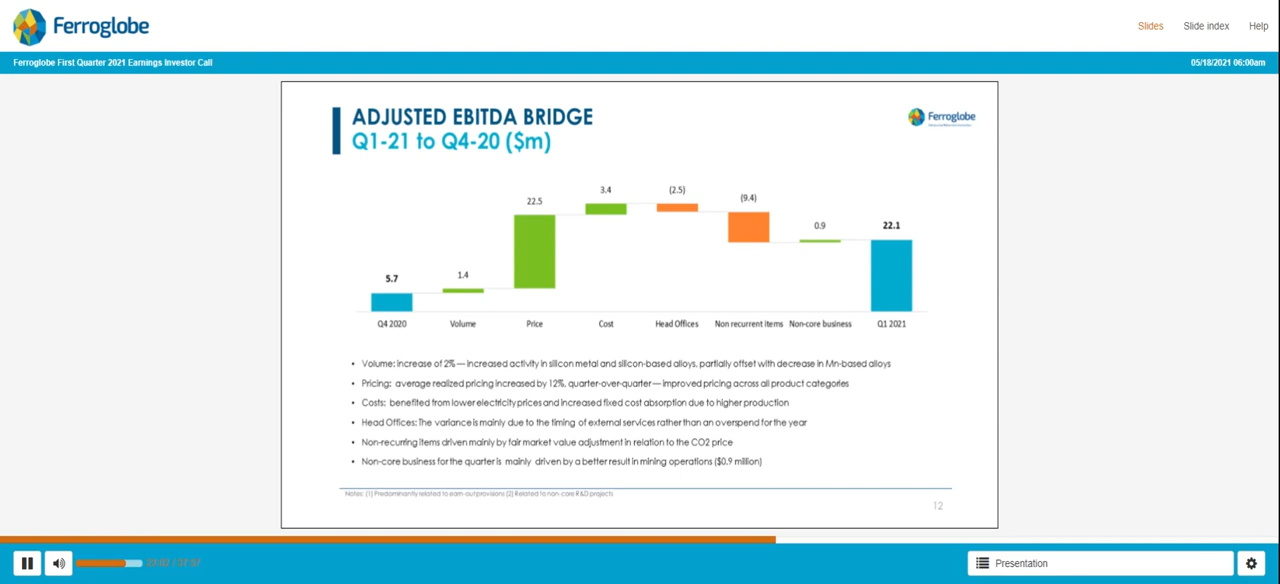 Ferroglobe
Slides Slide index Help
Ferroglobe First Quarter 2021 Earnings Investor Call 05/18/2021 06:00am
ADJUSTED EBITDA BRIDGE
Q1-21 to Q4-20 ($m)
Ferroglobe
5.7 1.4 22.5 3.4 (2.5) (9.4) 0.9 22.1
Q4 2020 Volume Price Cost Head Offices Non recurrent items Non-core business Q1 2021
• Volume: Increase of 2% — increased activity in silicon metal and silicon-based alloys, partially offset with decrease in Mn-based alloys
• Pricing: average realized pricing increased by 12%, quarter-over-quarter — improved pricing across all product categories
• Costs: benefited from lower electricity prices and increased fixed cost absorption due to higher production
• Head Offices: The variance is mainly due to the timing of external services rather than an overspend for the year
• Non-recurring items driven mainly by fair market value adjustment in relation to the CO2 price
• Non-core business for the quarter is mainly driven by a better result in mining operations ($0.9 million)
Notes: (1) Predominantly related to earn-out provisions (2) Related to non-core R&D projects
12
Presentation